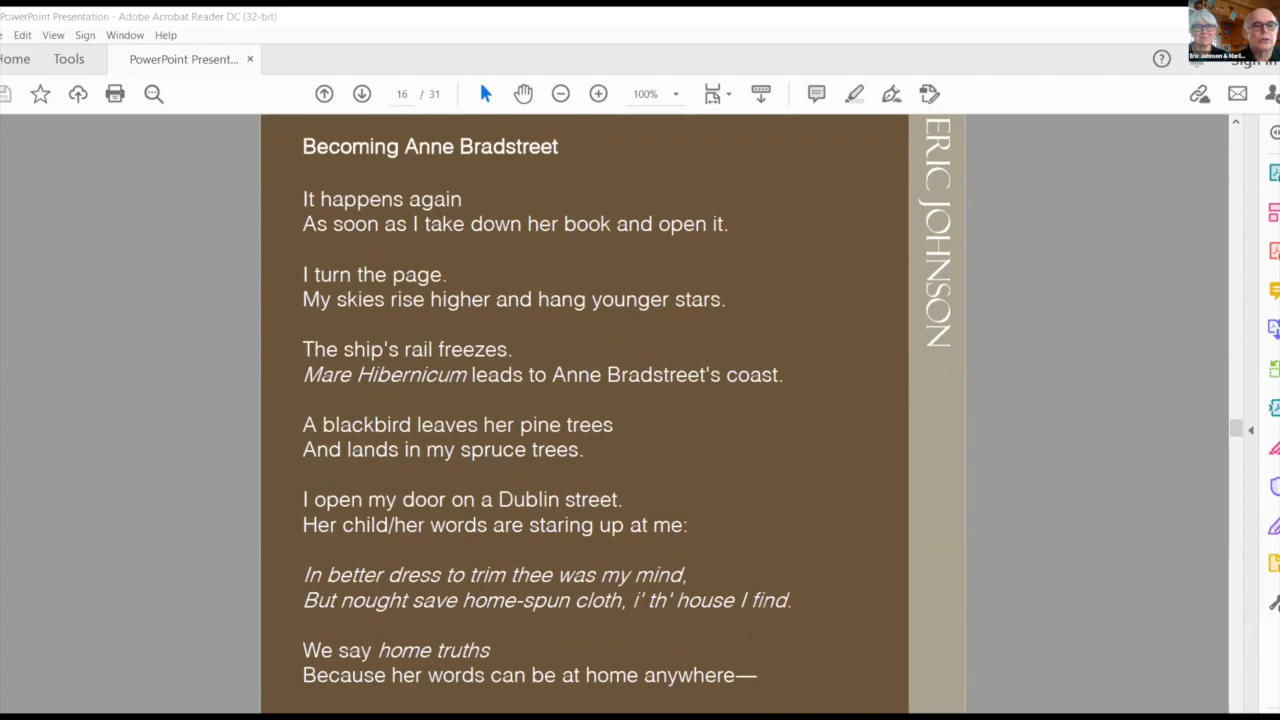 PowerPoint Presentation - Adobe Acrobat Reader DC (32-bit)
Edit View Sign Window Help
Home Tools PowerPoint Present... ×
16 / 31 100%
Eric Johnson & Maril...
Sign In
Becoming Anne Bradstreet
It happens again
As soon as I take down her book and open it.
I turn the page.
My skies rise higher and hang younger stars.
The ship's rail freezes.
Mare Hibernicum leads to Anne Bradstreet's coast.
A blackbird leaves her pine trees
And lands in my spruce trees.
I open my door on a Dublin street.
Her child/her words are staring up at me:
In better dress to trim thee was my mind,
But nought save home-spun cloth, i' th' house I find.
We say home truths
Because her words can be at home anywhere—
ERIC JOHNSON